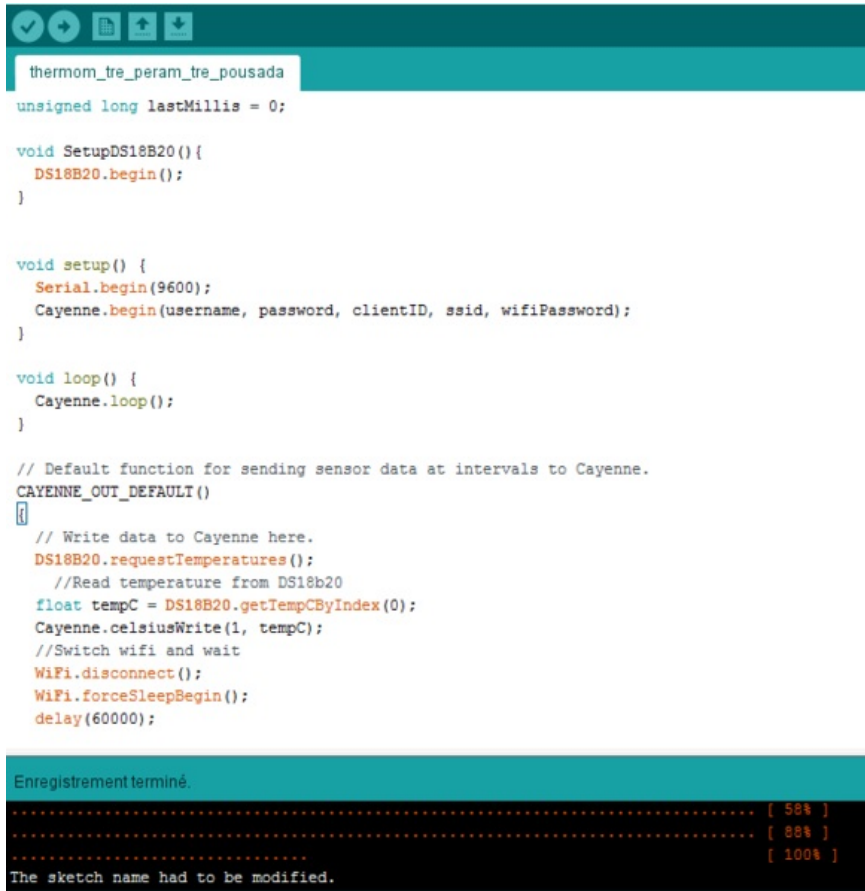 thermom_tre_peram_tre_pousada
unsigned long lastMillis = 0;
void SetupDS18B20(){
DS18B20.begin();
}
void setup() {
Serial.begin(9600);
Cayenne.begin(username, password, clientID, ssid, wifiPassword);
}
void loop() {
Cayenne.loop();
}
// Default function for sending sensor data at intervals to Cayenne.
CAYENNE_OUT_DEFAULT()
{
// Write data to Cayenne here.
DS18B20.requestTemperatures();
//Read temperature from DS18b20
float tempC = DS18B20.getTempCByIndex(0);
Cayenne.celsiusWrite(1, tempC);
//Switch wifi and wait
WiFi.disconnect();
WiFi.forceSleepBegin();
delay(60000);
Enregistrement terminé.
................................................................................ [ 58% ]
................................................................................ [ 88% ]
................................ [ 100% ]
The sketch name had to be modified.